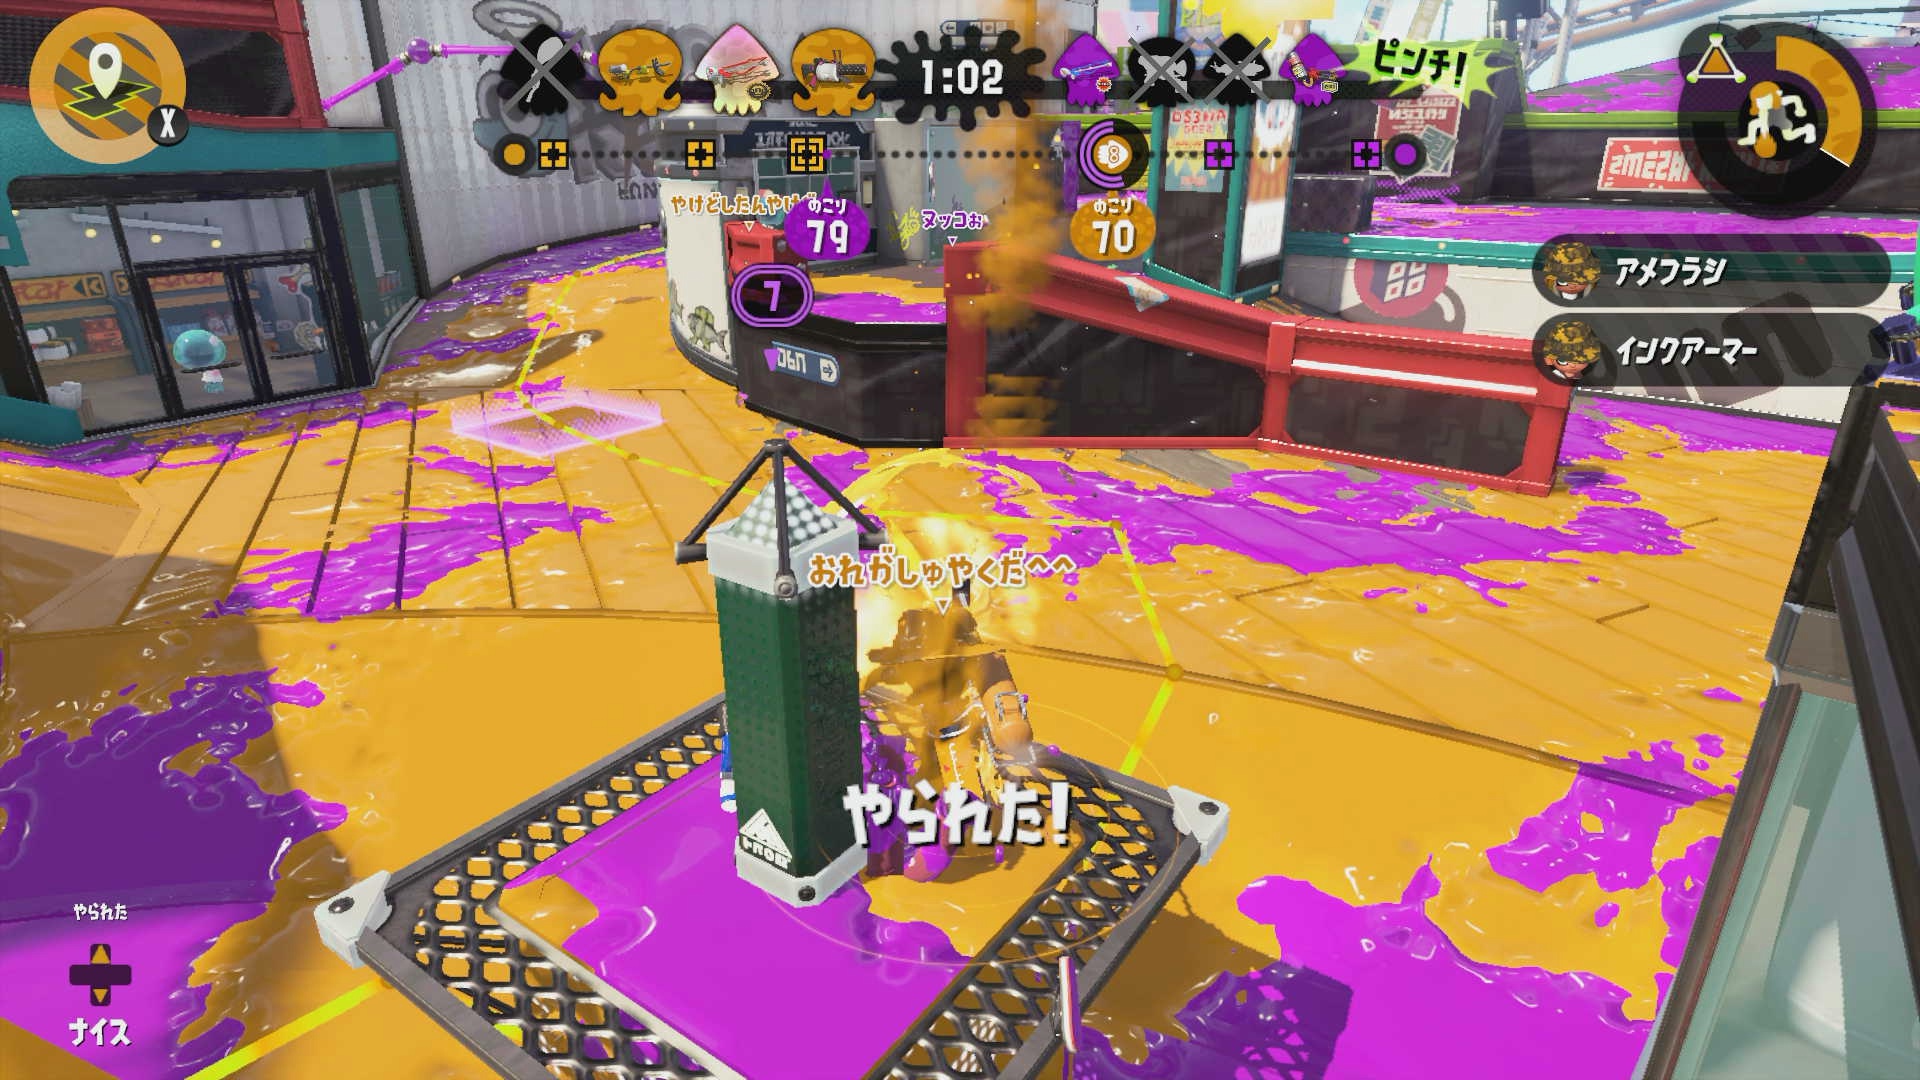 1:02
ピンチ!
X
8
やけどしたんやけど
のこり
79
ヌッコお
のこり
70
7
アメフラシ
インクアーマー
おれがしゅやくだへへ
やられた!
やられた
ナイス